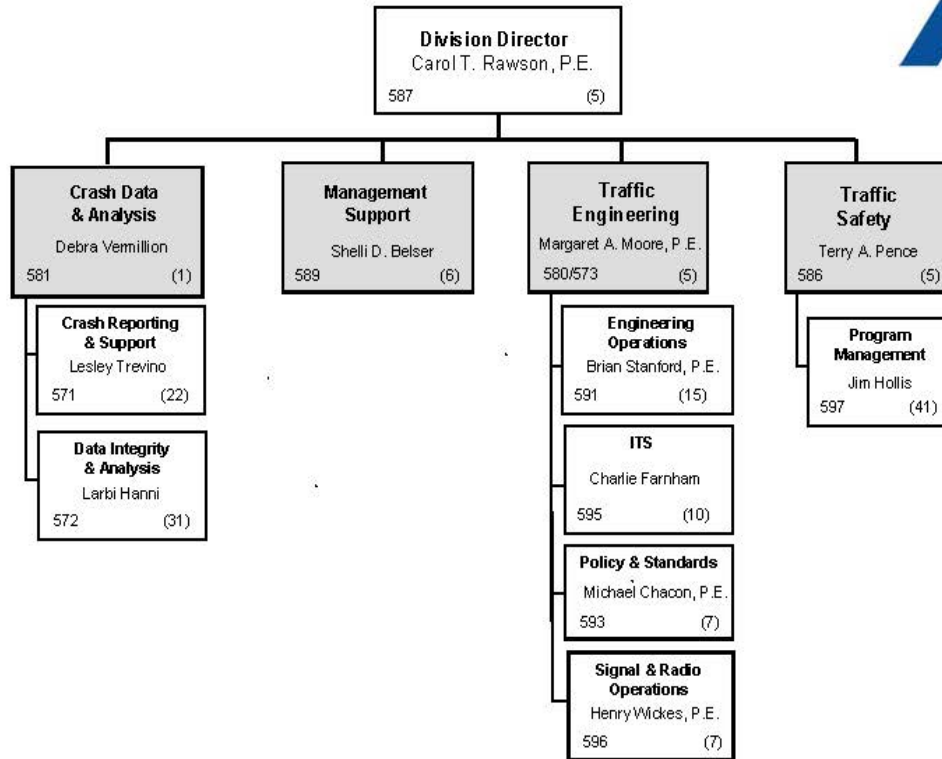 Division Director
Carol T. Rawson, P.E.
587 (5)
Crash Data
& Analysis
Debra Vermillion
581 (1)
Management
Support
Shelli D. Belser
589 (6)
Traffic
Engineering
Margaret A. Moore, P.E.
580/573 (5)
Traffic
Safety
Terry A. Pence
586 (5)
Crash Reporting
& Support
Lesley Trevino
571 (22)
Data Integrity
& Analysis
Larbi Hanni
572 (31)
Engineering
Operations
Brian Stanford, P.E.
591 (15)
ITS
Charlie Farnham
595 (10)
Policy & Standards
Michael Chacon, P.E.
593 (7)
Signal & Radio
Operations
Henry Wickes, P.E.
596 (7)
Program
Management
Jim Hollis
597 (41)